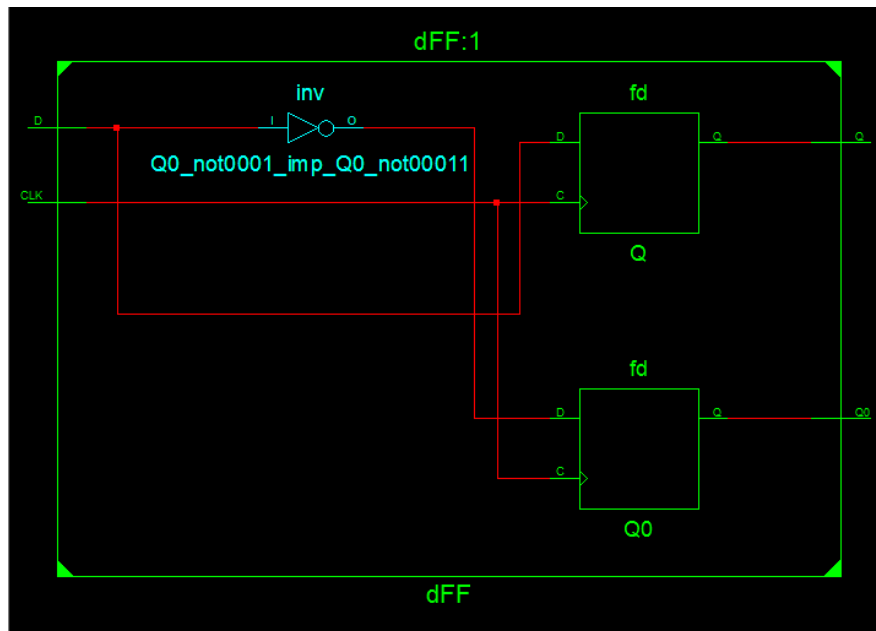 dFF:1
inv
fd
D
I
O
D
Q
Q
Q0_not0001_imp_Q0_not00011
CLK
C
Q
fd
D
Q
Q0
C
Q0
dFF